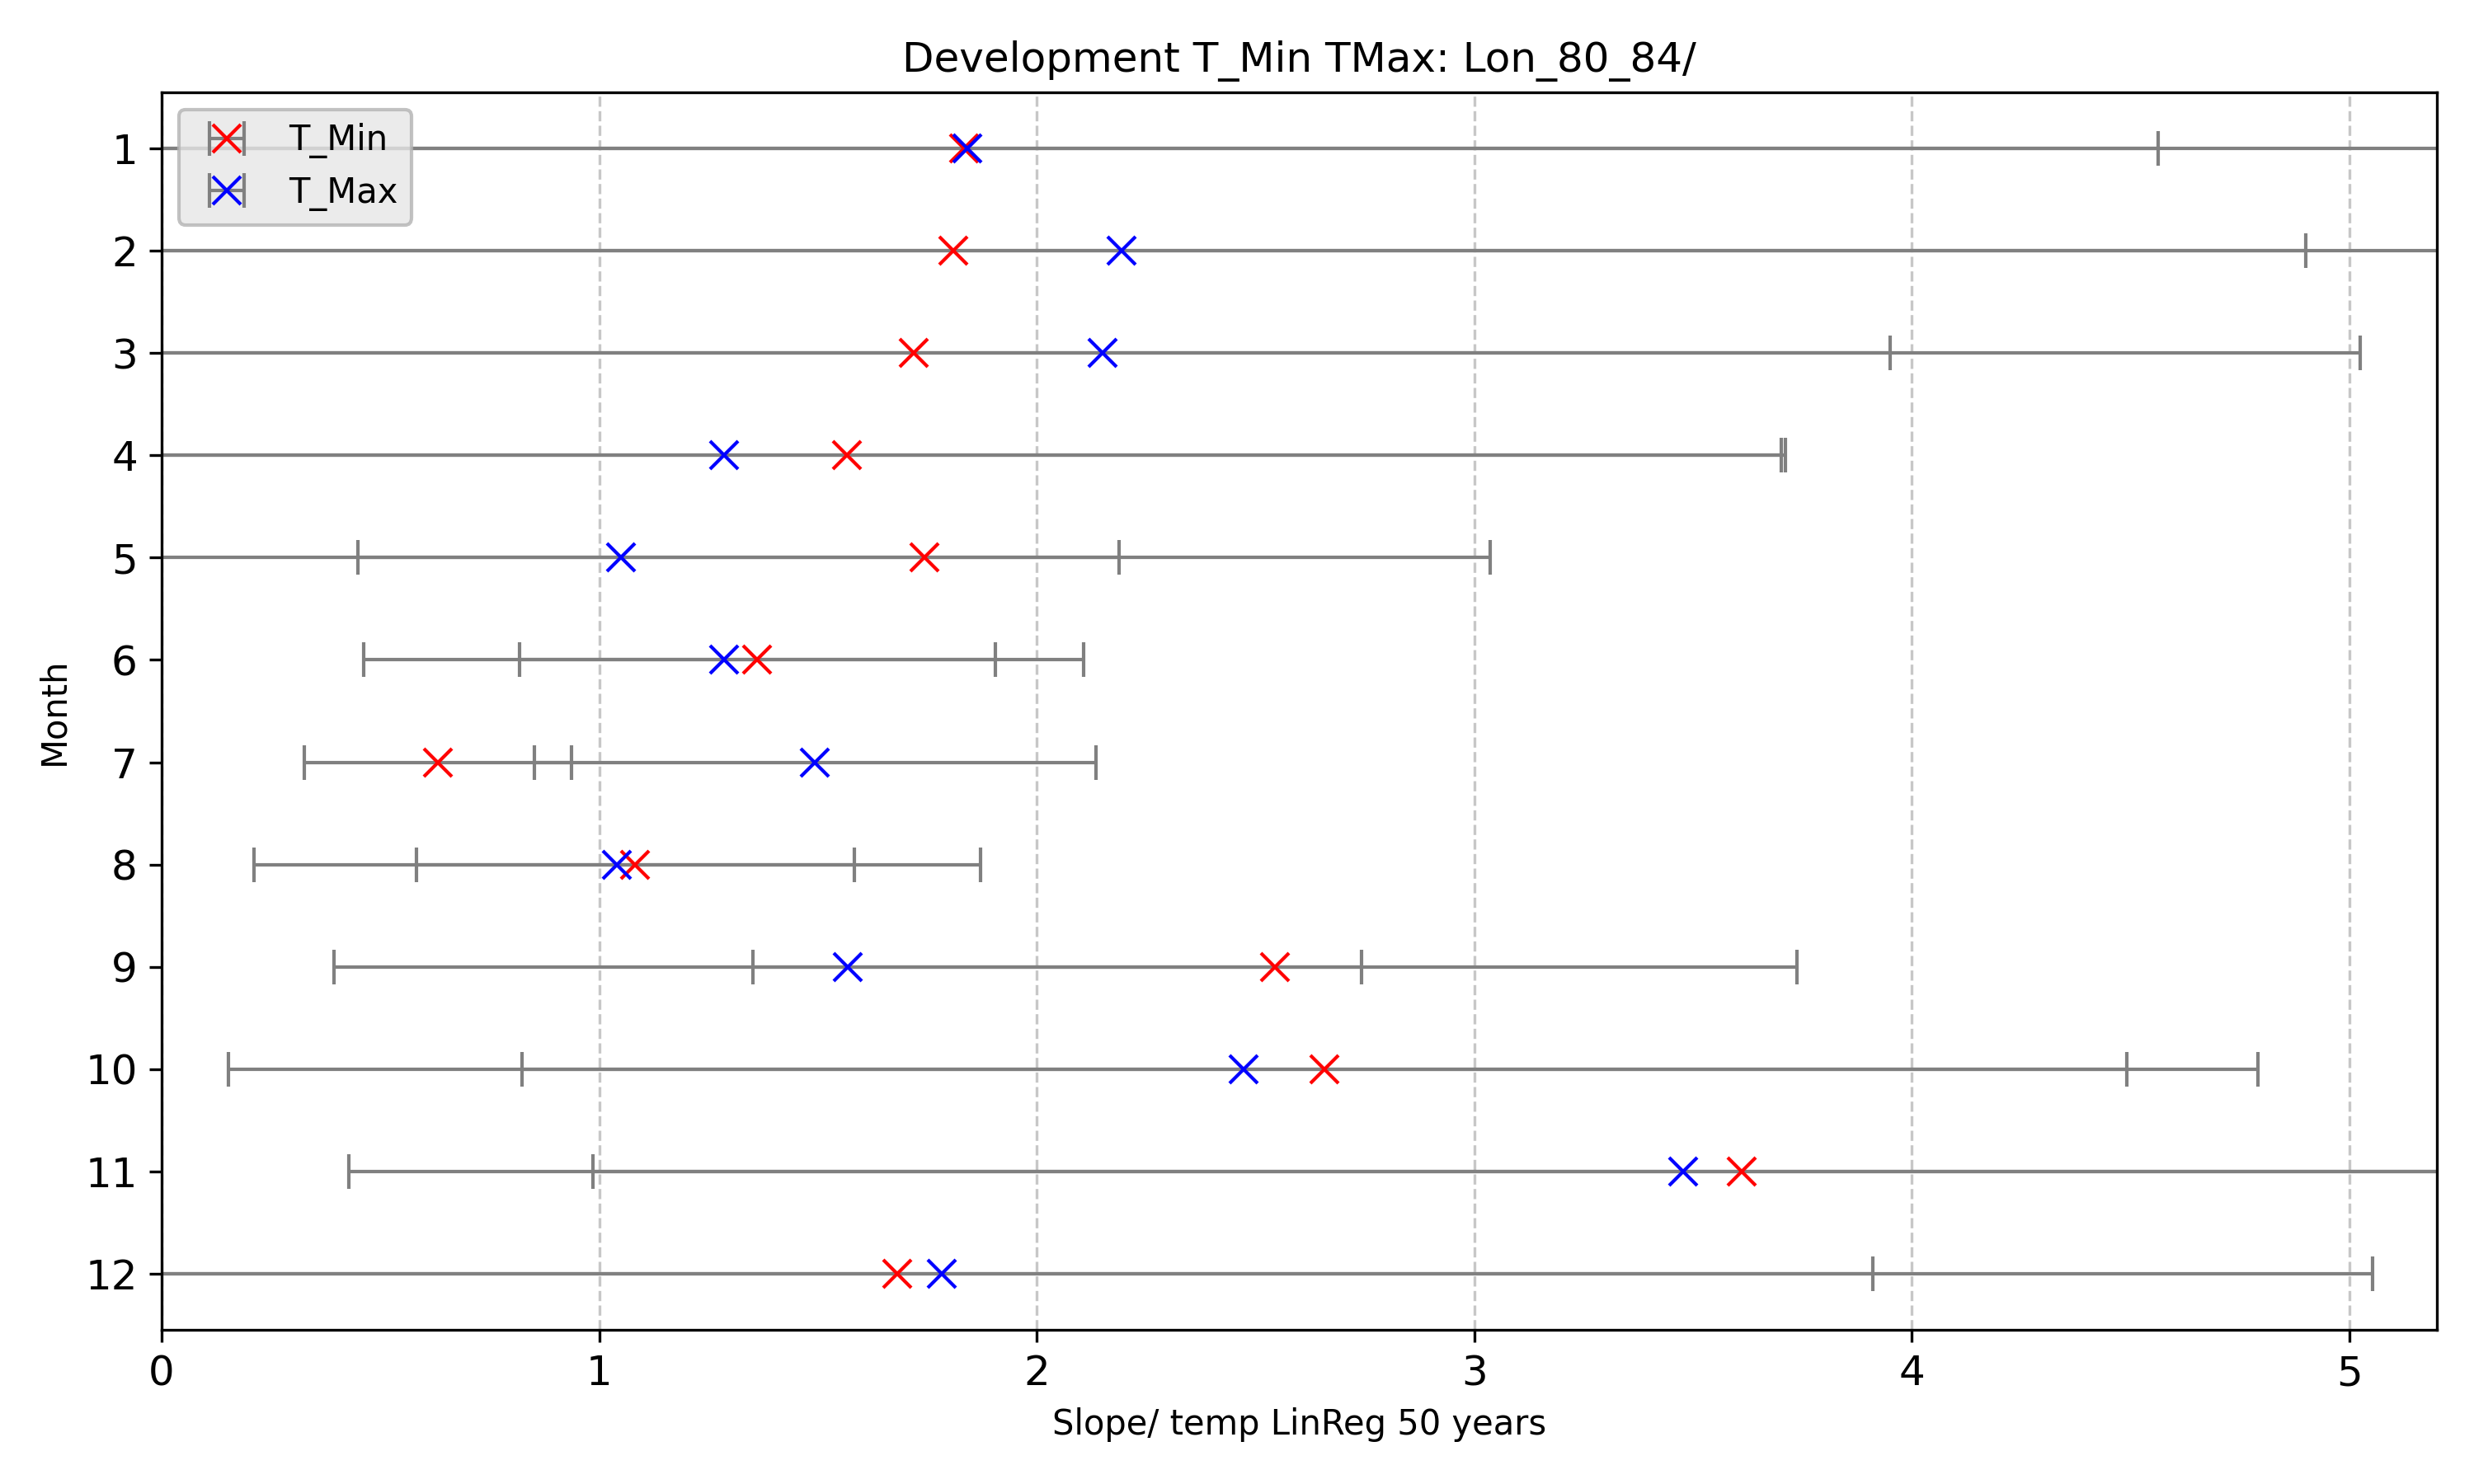 Development T_Min TMax: Lon_80_84/
T_Min
T_Max
1
2
3
4
5
6
7
8
9
10
11
12
Month
0 1 2 3 4 5
Slope/ temp LinReg 50 years